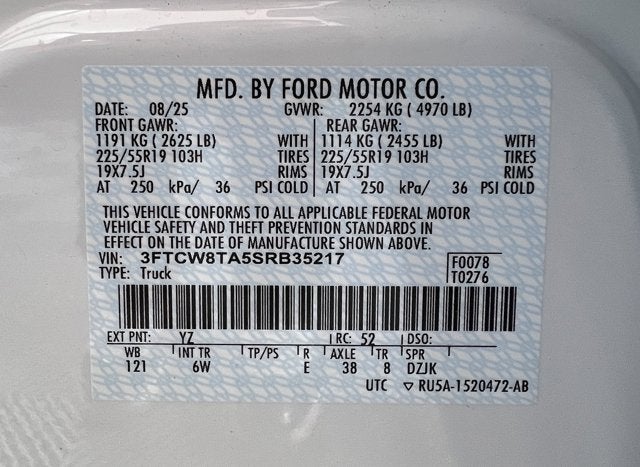 MFD. BY FORD MOTOR CO.
DATE: 08/25 GVWR: 2254 KG ( 4970 LB)
FRONT GAWR: REAR GAWR:
1191 KG ( 2625 LB) WITH 1114 KG ( 2455 LB) WITH
225/55R19 103H TIRES 225/55R19 103H TIRES
19X7.5J RIMS 19X7.5J RIMS
AT 250 kPa/ 36 PSI COLD AT 250 kPa/ 36 PSI COLD
THIS VEHICLE CONFORMS TO ALL APPLICABLE FEDERAL MOTOR
VEHICLE SAFETY AND THEFT PREVENTION STANDARDS IN
EFFECT ON THE DATE OF MANUFACTURE SHOWN ABOVE.
VIN: 3FTCW8TA5SRB35217 F0078
TYPE: Truck T0276
EXT PNT: YZ RC: 52 DSO:
WB INT TR TP/PS R AXLE TR SPR
121 6W E 38 8 DZJK
UTC ▽ RU5A-1520472-AB